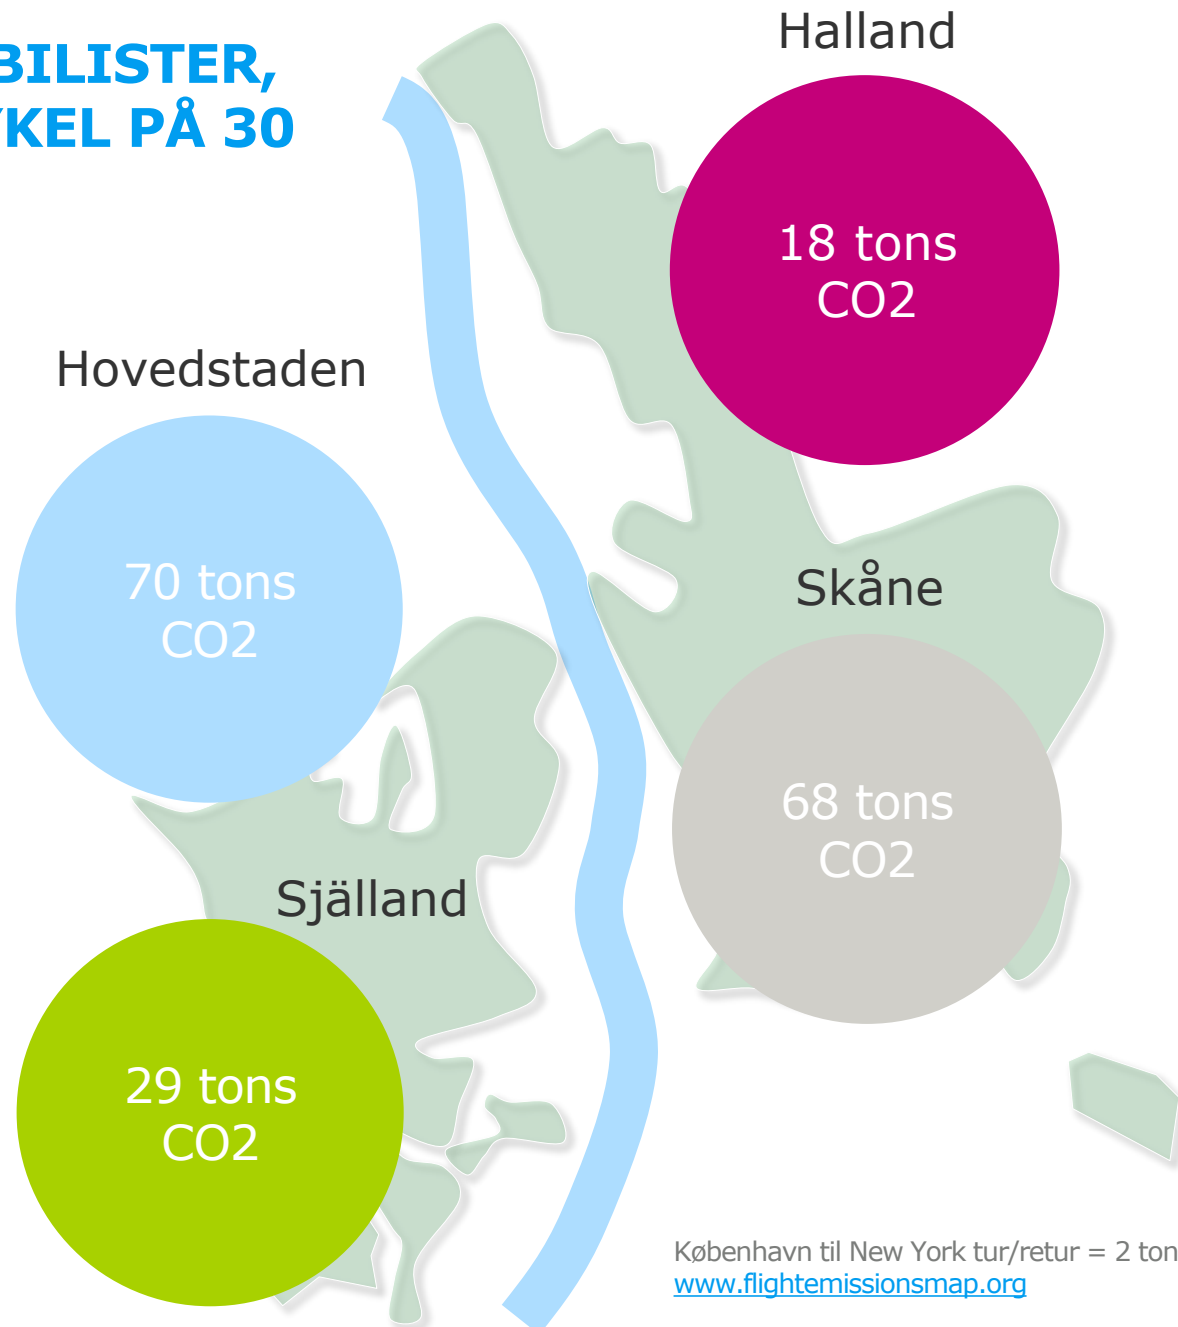 BILISTER,
YKEL PÅ 30
Halland
18 tons
CO2
Hovedstaden
70 tons
CO2
Skåne
68 tons
CO2
Själland
29 tons
CO2
København til New York tur/retur = 2 ton
www.flightemissionsmap.org